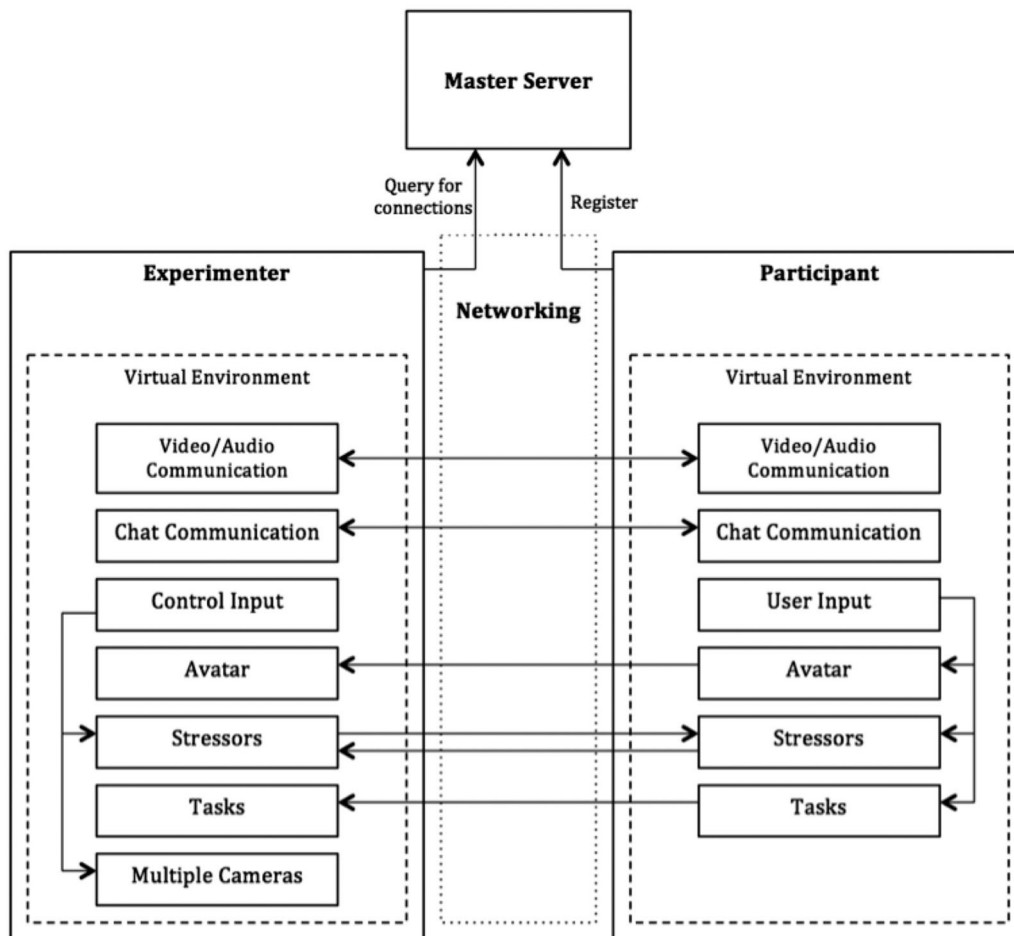 Master Server
Query for
connections
Register
Experimenter
Networking
Participant
Virtual Environment
Video/Audio
Communication
Chat Communication
Control Input
Avatar
Stressors
Tasks
Multiple Cameras
Virtual Environment
Video/Audio
Communication
Chat Communication
User Input
Avatar
Stressors
Tasks